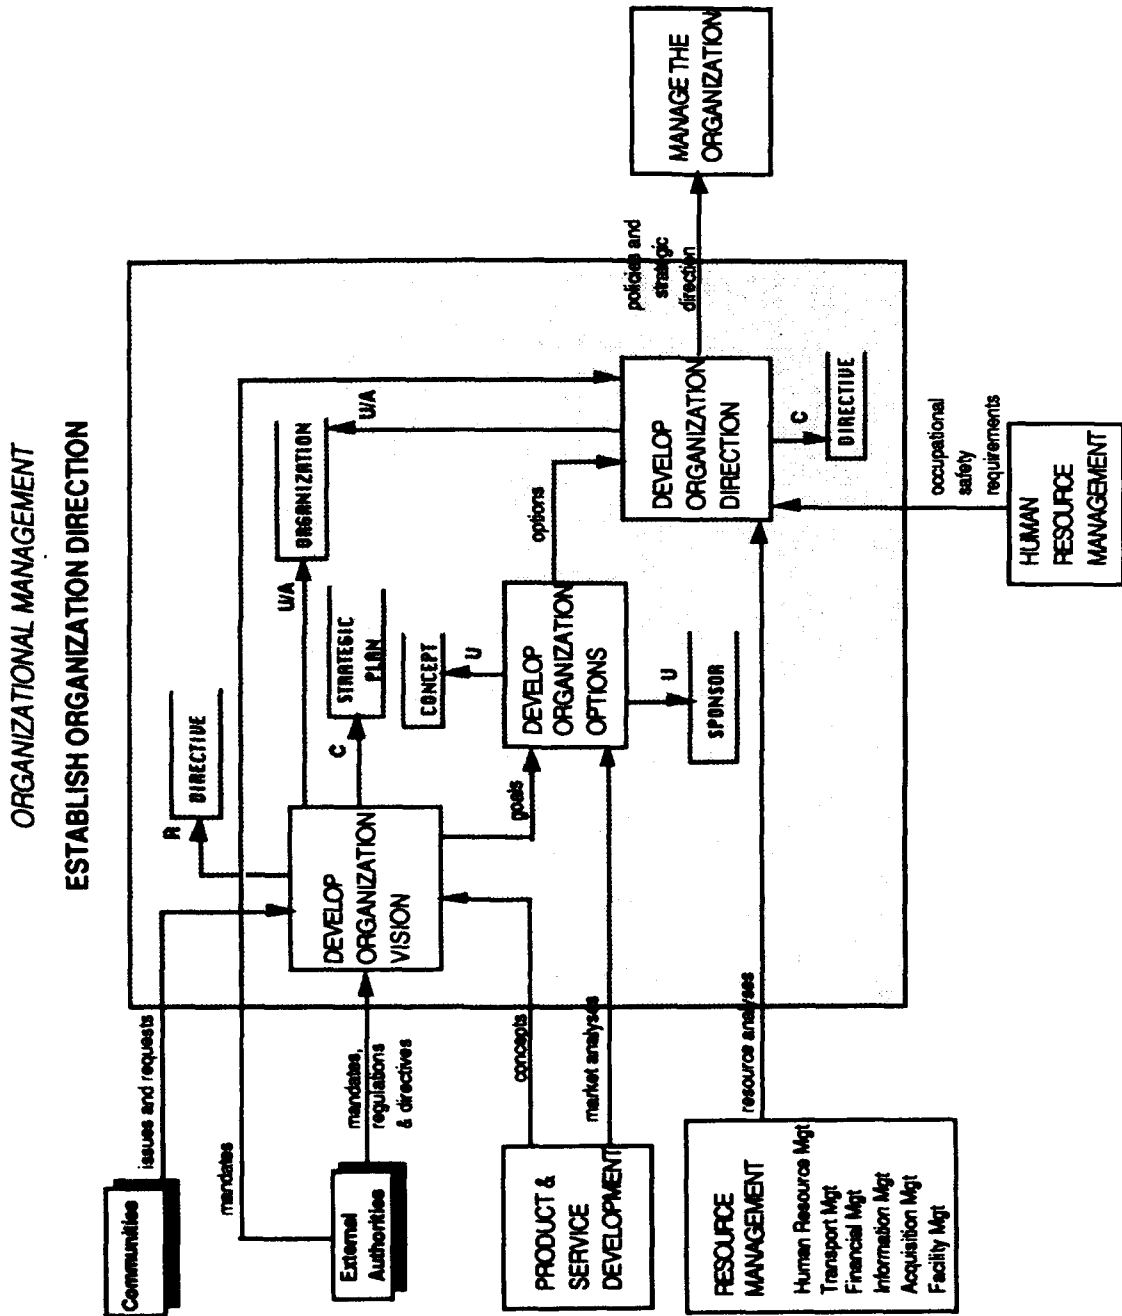 ORGANIZATIONAL MANAGEMENT
ESTABLISH ORGANIZATION DIRECTION
Communities
issues and requests
mandates
External
Authorities
mandates,
regulations
& directives
PRODUCT &
SERVICE
DEVELOPMENT
concepts
market analyses
RESOURCE
MANAGEMENT
Human Resource Mgt
Transport Mgt
Financial Mgt
Information Mgt
Acquisition Mgt
Facility Mgt
resource analyses
DEVELOP
ORGANIZATION
VISION
R
DIRECTIVE
U/A
ORGANIZATION
C
STRATEGIC
PLAN
goals
DEVELOP
ORGANIZATION
OPTIONS
U
CONCEPT
U
SPONSOR
options
U/A
DEVELOP
ORGANIZATION
DIRECTION
C
DIRECTIVE
occupational
safety
requirements
HUMAN
RESOURCE
MANAGEMENT
policies and
strategic
direction
MANAGE THE
ORGANIZATION